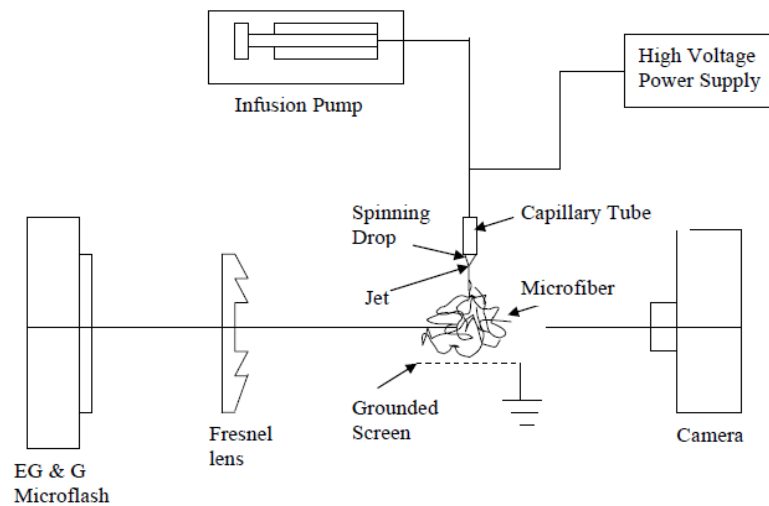 High Voltage
Power Supply
Infusion Pump
Spinning
Drop
Capillary Tube
Jet
Microfiber
Grounded
Screen
Fresnel
lens
Camera
EG & G
Microflash